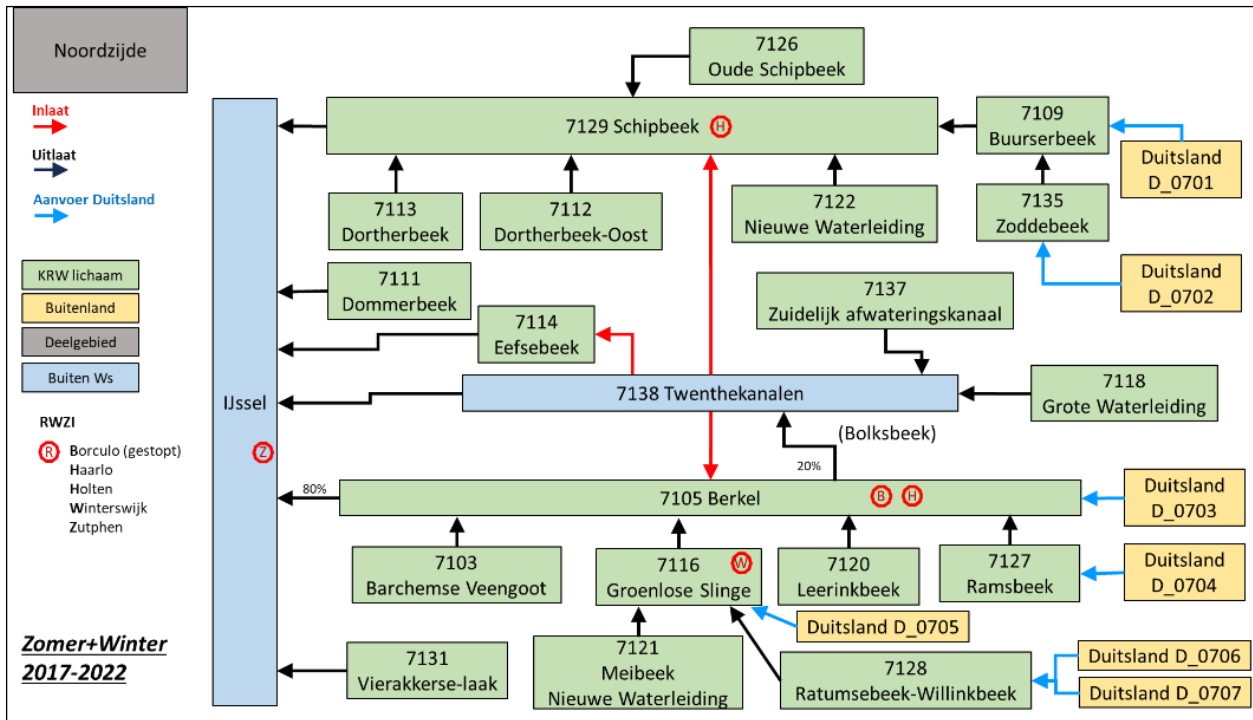 Noordzijde
Inlaat
Uitlaat
Aanvoer Duitsland
KRW lichaam
Buitenland
Deelgebied
Buiten Ws
RWZI
R
Borculo (gestopt)
Haarlo
Holten
Winterswijk
Zutphen
Zomer+Winter
2017-2022
IJssel
Z
7126
Oude Schipbeek
7129 Schipbeek
H
7109
Buurserbeek
Duitsland
D_0701
7113
Dortherbeek
7112
Dortherbeek-Oost
7122
Nieuwe Waterleiding
7135
Zoddebeek
Duitsland
D_0702
7111
Dommerbeek
7137
Zuidelijk afwateringskanaal
7114
Eefsebeek
7138 Twenthekanalen
7118
Grote Waterleiding
(Bolksbeek)
20%
80%
7105 Berkel
B
H
Duitsland
D_0703
7103
Barchemse Veengoot
7116
Groenlose Slinge
W
7120
Leerinkbeek
7127
Ramsbeek
Duitsland
D_0704
Duitsland D_0705
7131
Vierakkerse-laak
7121
Meibeek
Nieuwe Waterleiding
7128
Ratumsebeek-Willinkbeek
Duitsland D_0706
Duitsland D_0707